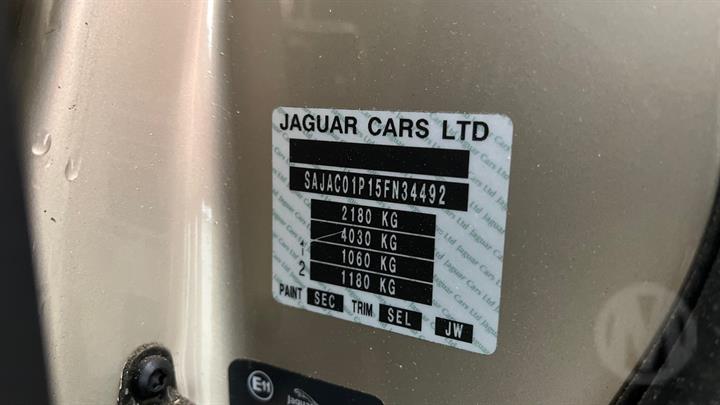 JAGUAR CARS LTD
SAJAC01P15FN34492
2180 KG
4030 KG
1 1060 KG
2 1180 KG
PAINT SEC TRIM SEL JW
E11
Jaguar